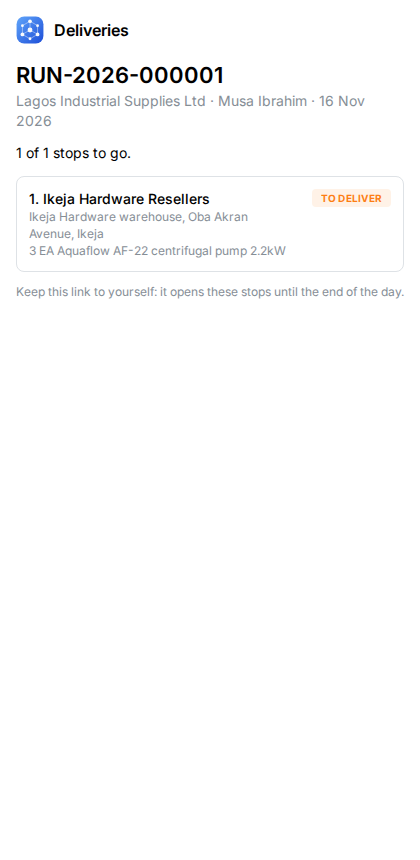 Deliveries
RUN-2026-000001
Lagos Industrial Supplies Ltd · Musa Ibrahim · 16 Nov
2026
1 of 1 stops to go.
1. Ikeja Hardware Resellers
TO DELIVER
Ikeja Hardware warehouse, Oba Akran
Avenue, Ikeja
3 EA Aquaflow AF-22 centrifugal pump 2.2kW
Keep this link to yourself: it opens these stops until the end of the day.